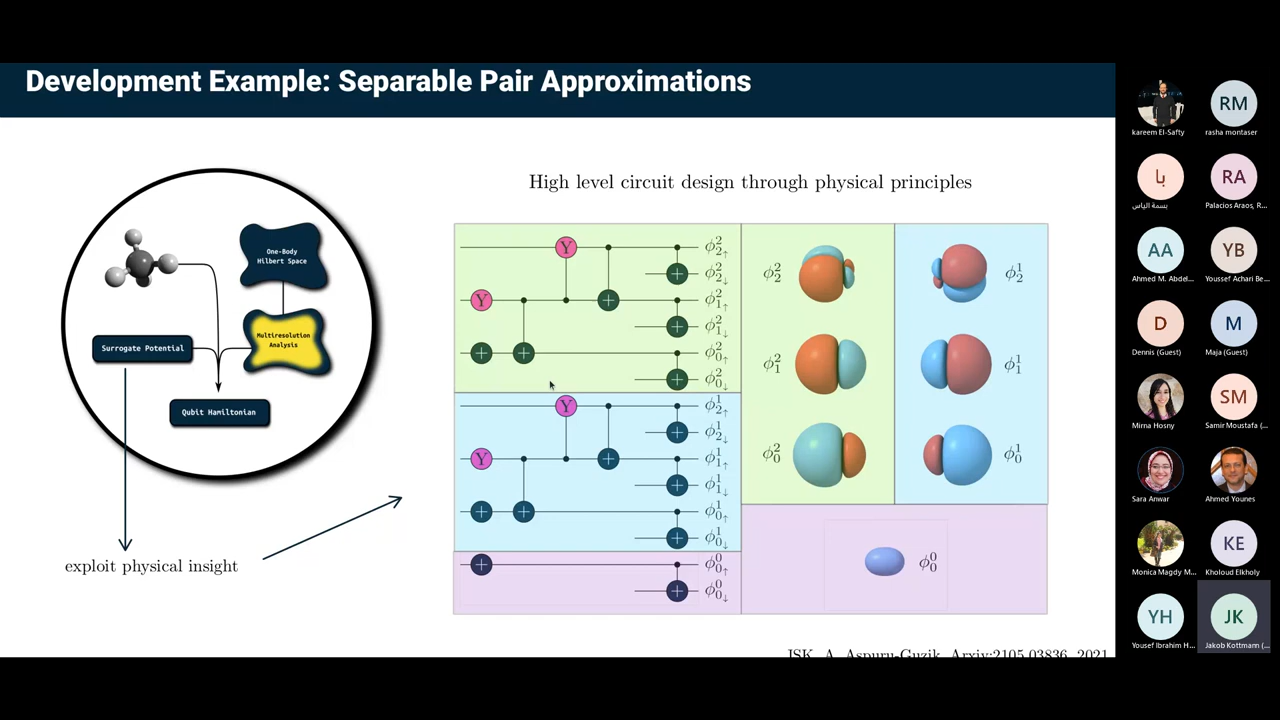 Development Example: Separable Pair Approximations
One-Body
Hilbert Space
Surrogate Potential
Multiresolution
Analysis
Qubit Hamiltonian
exploit physical insight
High level circuit design through physical principles
Y
Y
ϕ²₂↑
ϕ²₂↓
ϕ²₁↑
ϕ²₁↓
ϕ²₀↑
ϕ²₀↓
Y
Y
ϕ¹₂↑
ϕ¹₂↓
ϕ¹₁↑
ϕ¹₁↓
ϕ¹₀↑
ϕ¹₀↓
ϕ⁰₀↑
ϕ⁰₀↓
ϕ²₂
ϕ²₁
ϕ²₀
ϕ¹₂
ϕ¹₁
ϕ¹₀
ϕ⁰₀
JSK, A. Aspuru-Guzik, Arxiv:2105.03836, 2021
kareem El-Safty
RM
rasha montaser
با
بسمة الياس
RA
Palacios Araos, R...
AA
Ahmed M. Abdel...
YB
Youssef Achari Be...
D
Dennis (Guest)
M
Maja (Guest)
Mirna Hosny
SM
Samir Moustafa (...
Sara Anwar
Ahmed Younes
Monica Magdy M...
KE
Kholoud Elkholy
YH
Yousef Ibrahim H...
JK
Jakob Kottmann (...